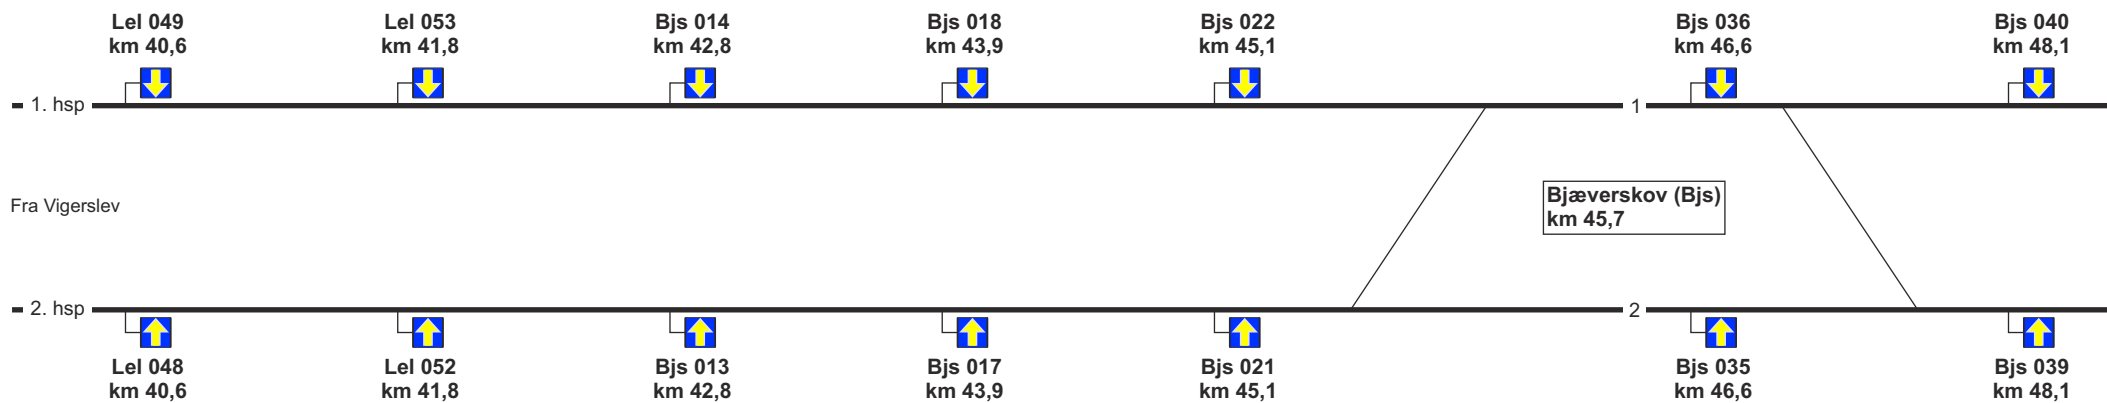 Lel 049
km 40,6
Lel 053
km 41,8
Bjs 014
km 42,8
Bjs 018
km 43,9
Bjs 022
km 45,1
Bjs 036
km 46,6
Bjs 040
km 48,1
1. hsp
1
Fra Vigerslev
Bjæverskov (Bjs)
km 45,7
2. hsp
2
Lel 048
km 40,6
Lel 052
km 41,8
Bjs 013
km 42,8
Bjs 017
km 43,9
Bjs 021
km 45,1
Bjs 035
km 46,6
Bjs 039
km 48,1